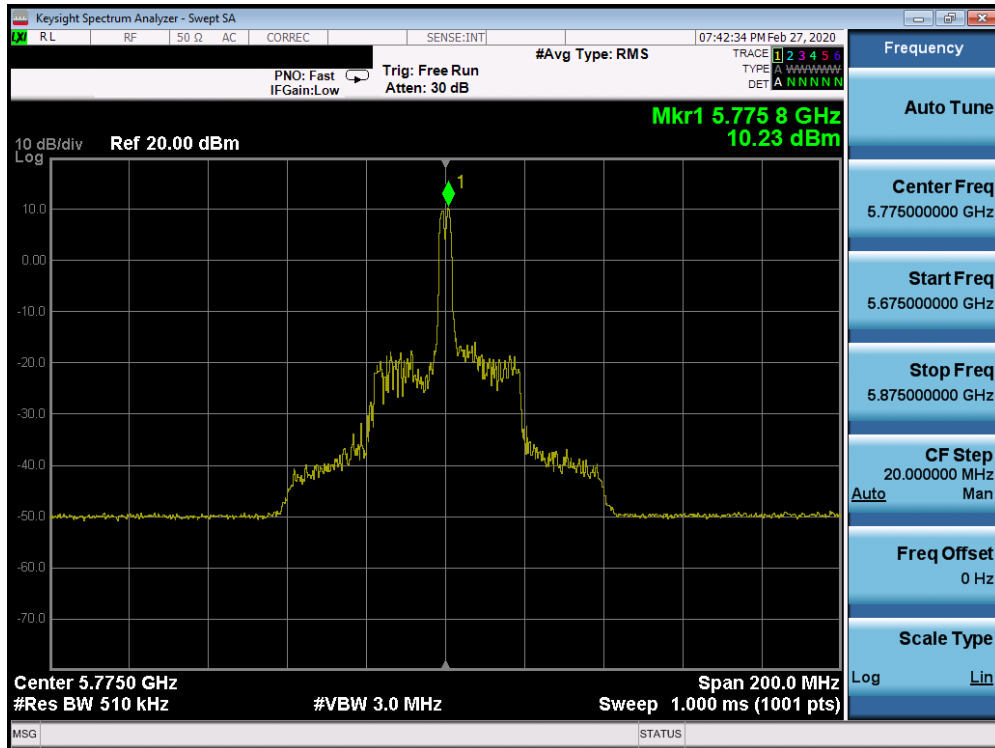 Keysight Spectrum Analyzer - Swept SA
LXI RL RF 50 Ω AC CORREC SENSE:INT 07:42:34 PM Feb 27, 2020
Frequency
#Avg Type: RMS
TRACE 1 2 3 4 5 6
TYPE A WWWWW
DET A N N N N N
PNO: Fast
IFGain:Low
Trig: Free Run
Atten: 30 dB
Auto Tune
Mkr1 5.775 8 GHz
10.23 dBm
10 dB/div
Log
Ref 20.00 dBm
1
10.0
0.00
-10.0
-20.0
-30.0
-40.0
-50.0
-60.0
-70.0
Center Freq
5.775000000 GHz
Start Freq
5.675000000 GHz
Stop Freq
5.875000000 GHz
CF Step
20.000000 MHz
Auto Man
Freq Offset
0 Hz
Scale Type
Log Lin
Center 5.7750 GHz
Span 200.0 MHz
#Res BW 510 kHz
#VBW 3.0 MHz
Sweep 1.000 ms (1001 pts)
MSG
STATUS